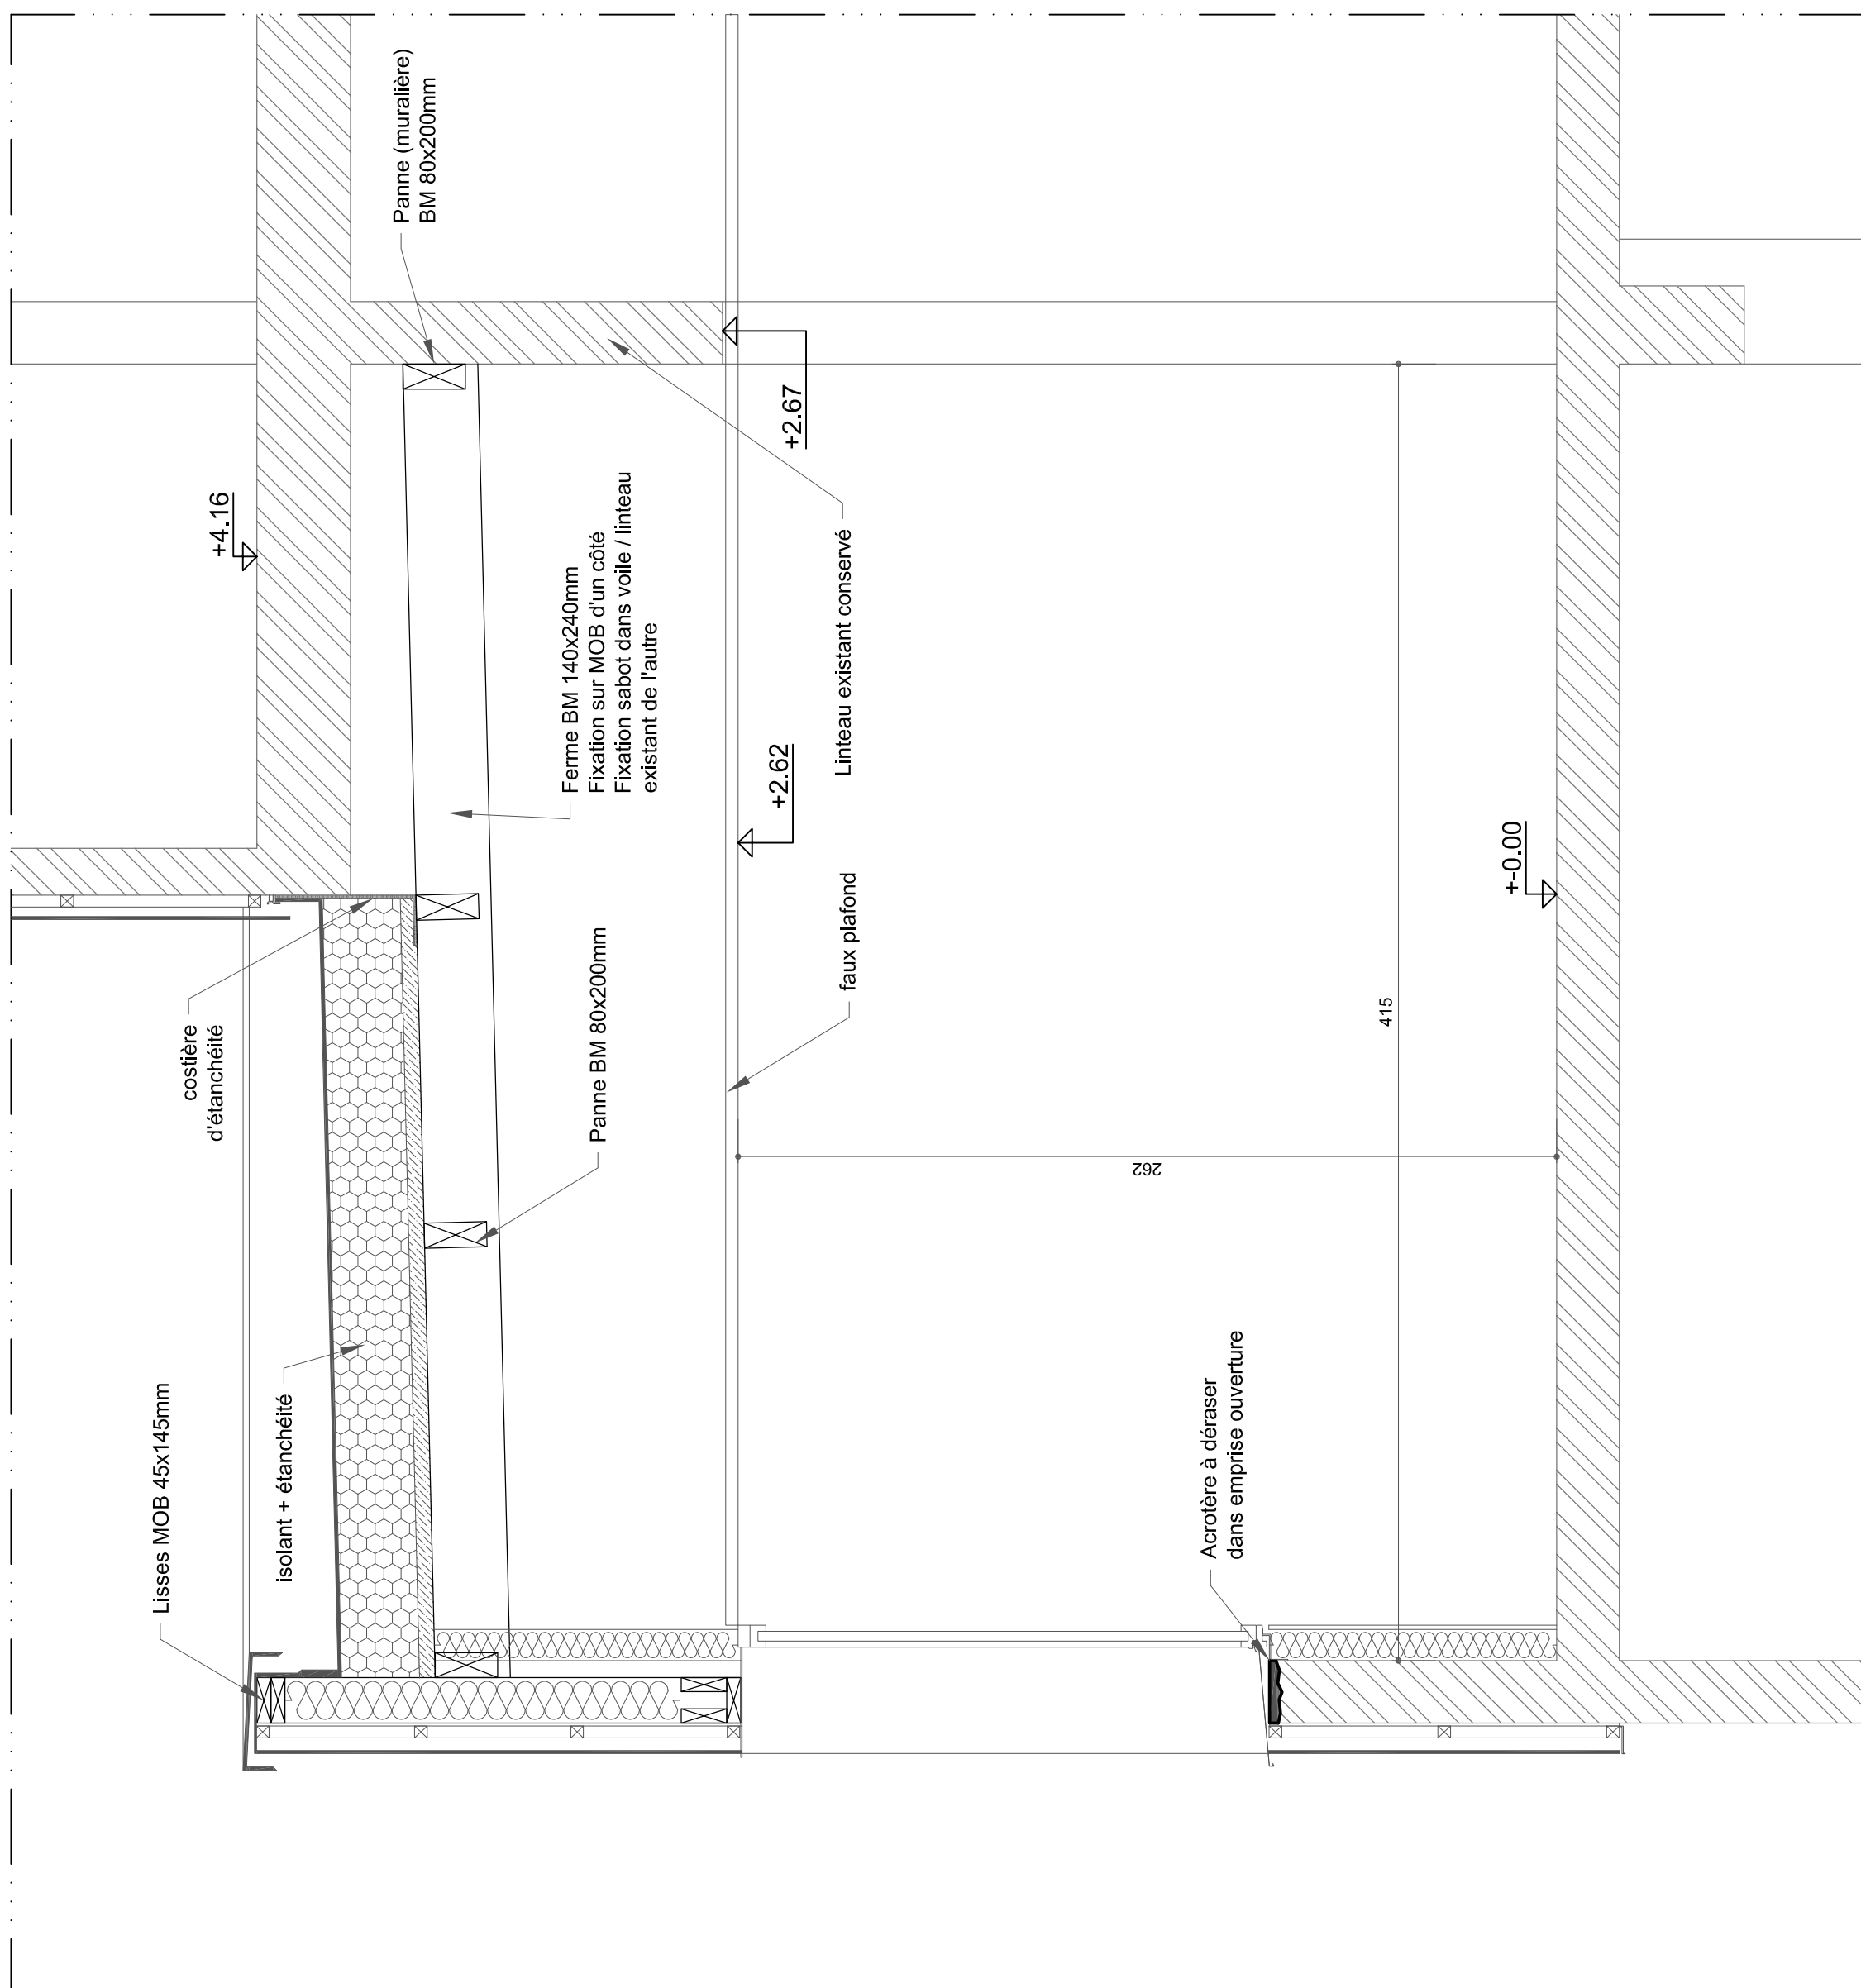 Lisses MOB 45x145mm
costière
d'étanchéité
+4.16
isolant + étanchéité
Panne (muralière)
BM 80x200mm
Ferme BM 140x240mm
Fixation sur MOB d'un côté
Fixation sabot dans voile / linteau
existant de l'autre
Panne BM 80x200mm
+2.67
+2.62
Linteau existant conservé
faux plafond
262
Acrotère à déraser
dans emprise ouverture
415
+-0.00